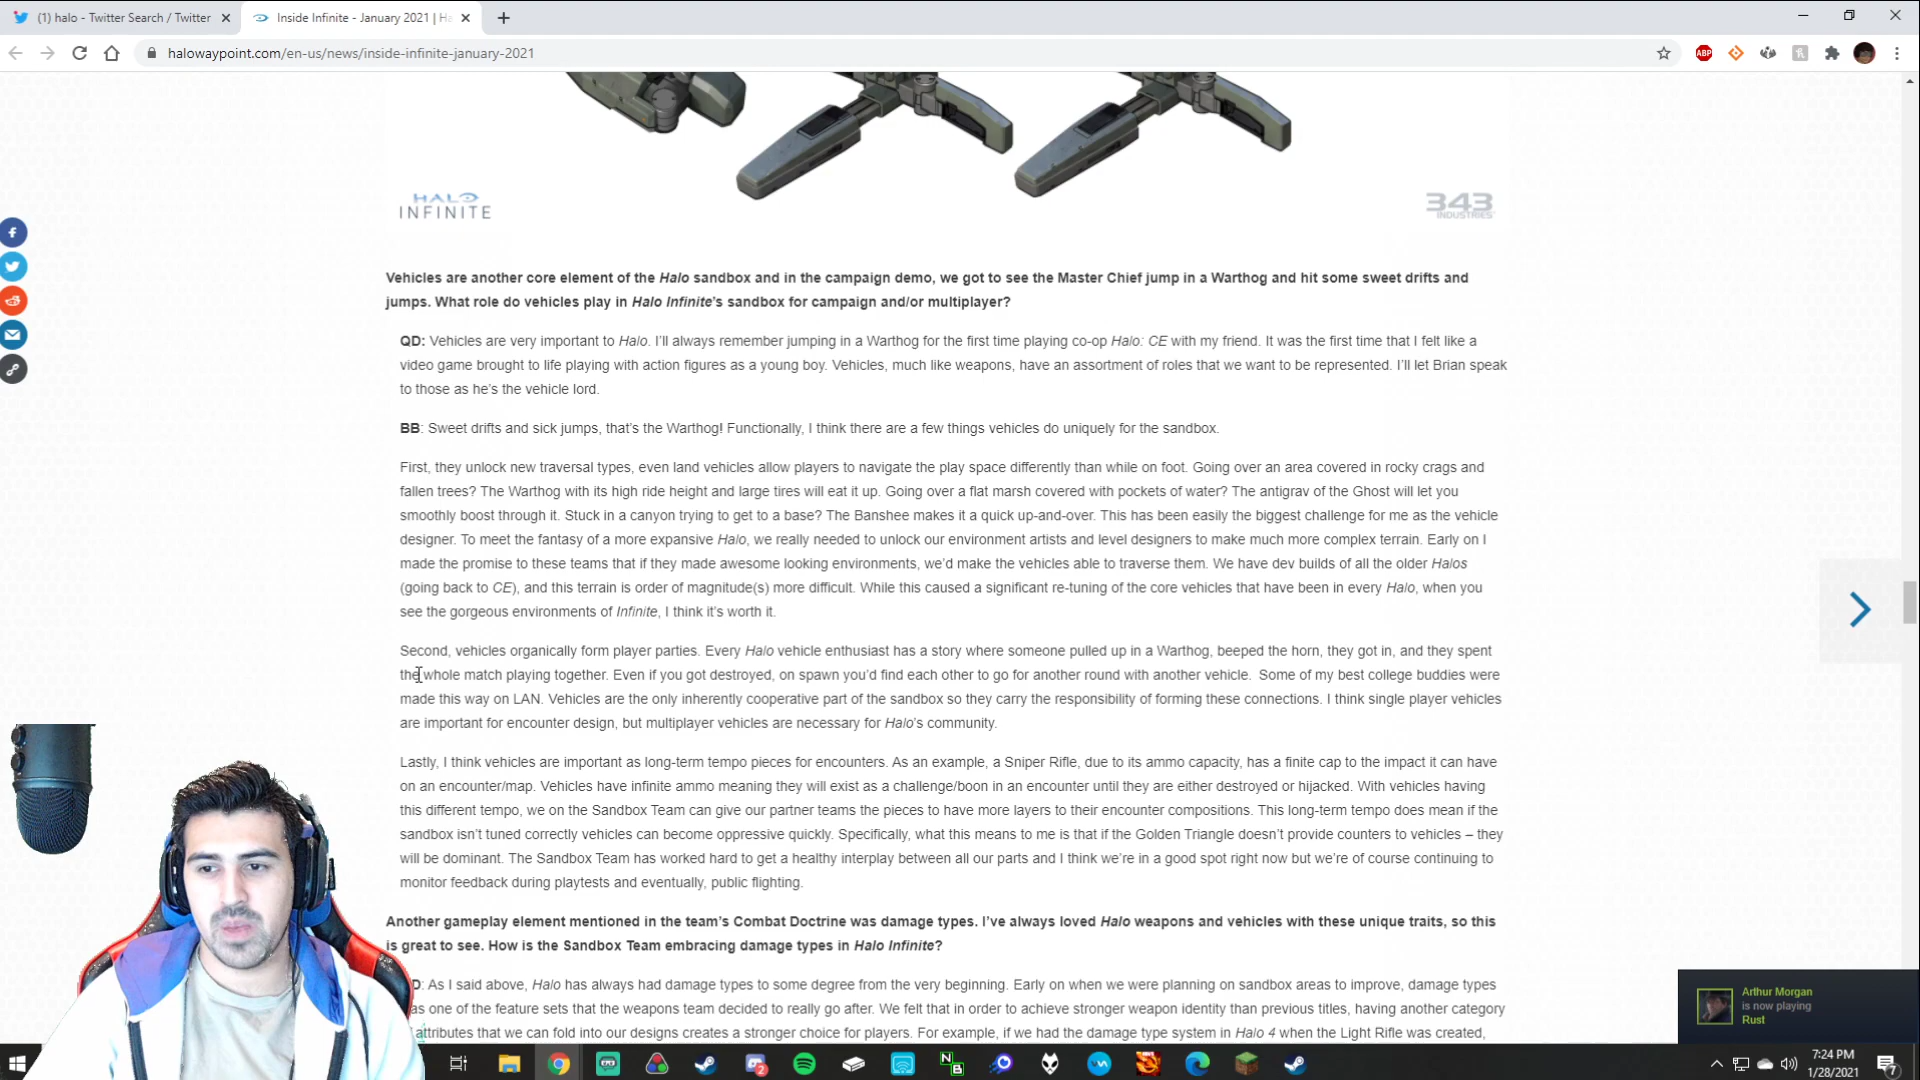 (1) halo - Twitter Search / Twitter
Inside Infinite - January 2021 | Ha
halowaypoint.com/en-us/news/inside-infinite-january-2021
ABP
HALO
INFINITE
343
INDUSTRIES
Vehicles are another core element of the Halo sandbox and in the campaign demo, we got to see the Master Chief jump in a Warthog and hit some sweet drifts and
jumps. What role do vehicles play in Halo Infinite's sandbox for campaign and/or multiplayer?
QD: Vehicles are very important to Halo. I'll always remember jumping in a Warthog for the first time playing co-op Halo: CE with my friend. It was the first time that I felt like a
video game brought to life playing with action figures as a young boy. Vehicles, much like weapons, have an assortment of roles that we want to be represented. I'll let Brian speak
to those as he's the vehicle lord.
BB: Sweet drifts and sick jumps, that's the Warthog! Functionally, I think there are a few things vehicles do uniquely for the sandbox.
First, they unlock new traversal types, even land vehicles allow players to navigate the play space differently than while on foot. Going over an area covered in rocky crags and
fallen trees? The Warthog with its high ride height and large tires will eat it up. Going over a flat marsh covered with pockets of water? The antigrav of the Ghost will let you
smoothly boost through it. Stuck in a canyon trying to get to a base? The Banshee makes it a quick up-and-over. This has been easily the biggest challenge for me as the vehicle
designer. To meet the fantasy of a more expansive Halo, we really needed to unlock our environment artists and level designers to make much more complex terrain. Early on I
made the promise to these teams that if they made awesome looking environments, we'd make the vehicles able to traverse them. We have dev builds of all the older Halos
(going back to CE), and this terrain is order of magnitude(s) more difficult. While this caused a significant re-tuning of the core vehicles that have been in every Halo, when you
see the gorgeous environments of Infinite, I think it's worth it.
Second, vehicles organically form player parties. Every Halo vehicle enthusiast has a story where someone pulled up in a Warthog, beeped the horn, they got in, and they spent
the whole match playing together. Even if you got destroyed, on spawn you'd find each other to go for another round with another vehicle. Some of my best college buddies were
made this way on LAN. Vehicles are the only inherently cooperative part of the sandbox so they carry the responsibility of forming these connections. I think single player vehicles
are important for encounter design, but multiplayer vehicles are necessary for Halo's community.
Lastly, I think vehicles are important as long-term tempo pieces for encounters. As an example, a Sniper Rifle, due to its ammo capacity, has a finite cap to the impact it can have
on an encounter/map. Vehicles have infinite ammo meaning they will exist as a challenge/boon in an encounter until they are either destroyed or hijacked. With vehicles having
this different tempo, we on the Sandbox Team can give our partner teams the pieces to have more layers to their encounter compositions. This long-term tempo does mean if the
sandbox isn't tuned correctly vehicles can become oppressive quickly. Specifically, what this means to me is that if the Golden Triangle doesn't provide counters to vehicles – they
will be dominant. The Sandbox Team has worked hard to get a healthy interplay between all our parts and I think we're in a good spot right now but we're of course continuing to
monitor feedback during playtests and eventually, public flighting.
Another gameplay element mentioned in the team's Combat Doctrine was damage types. I've always loved Halo weapons and vehicles with these unique traits, so this
is great to see. How is the Sandbox Team embracing damage types in Halo Infinite?
D: As I said above, Halo has always had damage types to some degree from the very beginning. Early on when we were planning on sandbox areas to improve, damage types
as one of the feature sets that the weapons team decided to really go after. We felt that in order to achieve stronger weapon identity than previous titles, having another category
attributes that we can fold into our designs creates a stronger choice for players. For example, if we had the damage type system in Halo 4 when the Light Rifle was created,
Arthur Morgan
is now playing
Rust
2
N
B
7:24 PM
1/28/2021
7